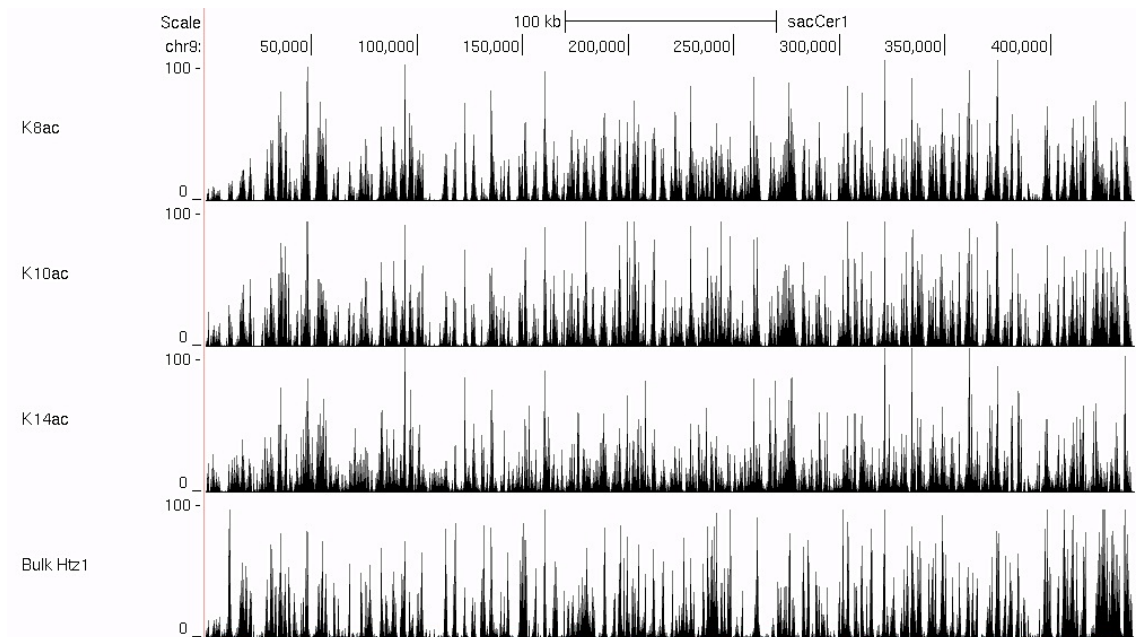 Scale 100 kb sacCer1
chr9: 50,000 100,000 150,000 200,000 250,000 300,000 350,000 400,000
100 -
K8ac
0 _
100 -
K10ac
0 _
100 -
K14ac
0 _
100 -
Bulk Htz1
0 _